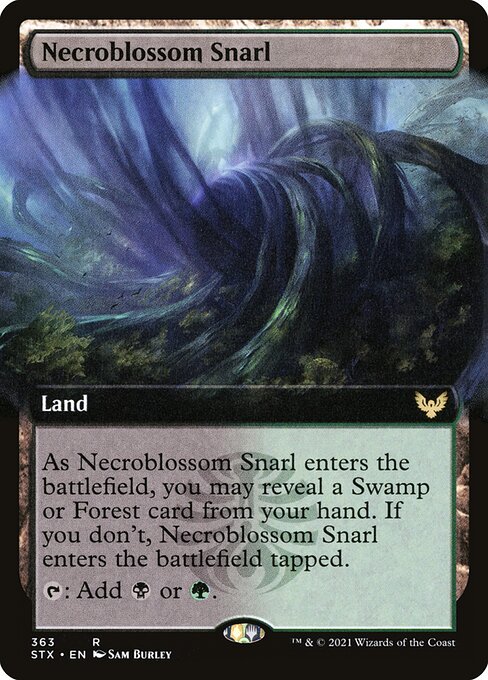 Necroblossom Snarl
Land
As Necroblossom Snarl enters the
battlefield, you may reveal a Swamp
or Forest card from your hand. If
you don't, Necroblossom Snarl
enters the battlefield tapped.
: Add or .
363 R
STX • EN Sam Burley
™ & © 2021 Wizards of the Coast